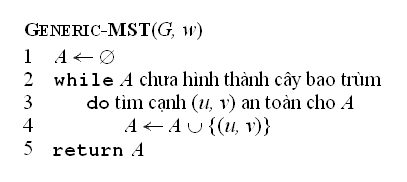 GENERIC-MST(G, w)
1 A ← ∅
2 while A chưa hình thành cây bao trùm
3 do tìm cạnh (u, v) an toàn cho A
4 A ← A ∪ {(u, v)}
5 return A